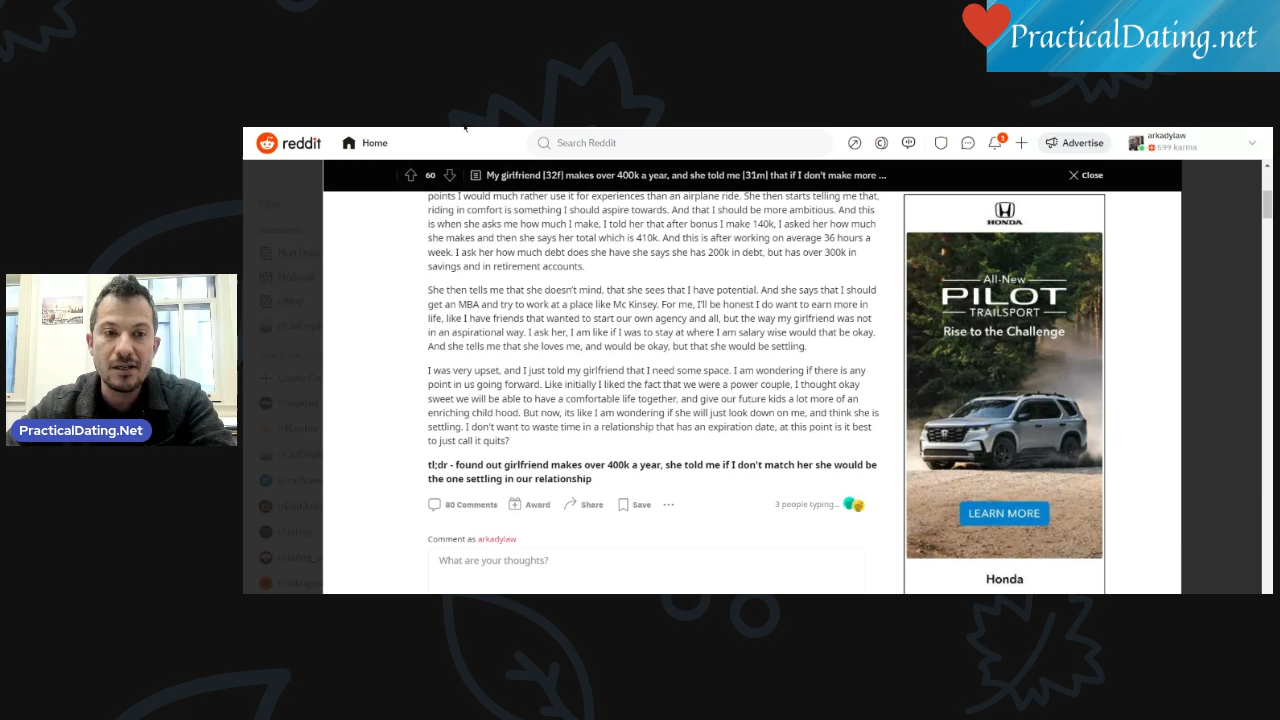 PracticalDating.net
reddit
Home
Search Reddit
1
Advertise
arkadylaw
599 karma
60
My girlfriend |32f| makes over 400k a year, and she told me |31m| that if I don't make more ...
Close
points I would much rather use it for experiences than an airplane ride. She then starts telling me that,
riding in comfort is something I should aspire towards. And that I should be more ambitious. And this
is when she asks me how much I make, I told her that after bonus I make 140k, I asked her how much
she makes and then she says her total which is 410k. And this is after working on average 36 hours a
week. I ask her how much debt does she have she says she has 200k in debt, but has over 300k in
savings and in retirement accounts.
She then tells me that she doesn't mind, that she sees that I have potential. And she says that I should
get an MBA and try to work at a place like Mc Kinsey. For me, I'll be honest I do want to earn more in
life, like I have friends that wanted to start our own agency and all, but the way my girlfriend was not
in an aspirational way. I ask her, I am like if I was to stay at where I am salary wise would that be okay.
And she tells me that she loves me, and would be okay, but that she would be settling.
I was very upset, and I just told my girlfriend that I need some space. I am wondering if there is any
point in us going forward. Like initially I liked the fact that we were a power couple, I thought okay
sweet we will be able to have a comfortable life together, and give our future kids a lot more of an
enriching child hood. But now, its like I am wondering if she will just look down on me, and think she is
settling. I don't want to waste time in a relationship that has an expiration date, at this point is it best
to just call it quits?
tl;dr - found out girlfriend makes over 400k a year, she told me if I don't match her she would be
the one settling in our relationship
80 Comments
Award
Share
Save
3 people typing...
Comment as arkadylaw
What are your thoughts?
HONDA
All-New
PILOT
TRAILSPORT
Rise to the Challenge
LEARN MORE
Honda
PracticalDating.Net